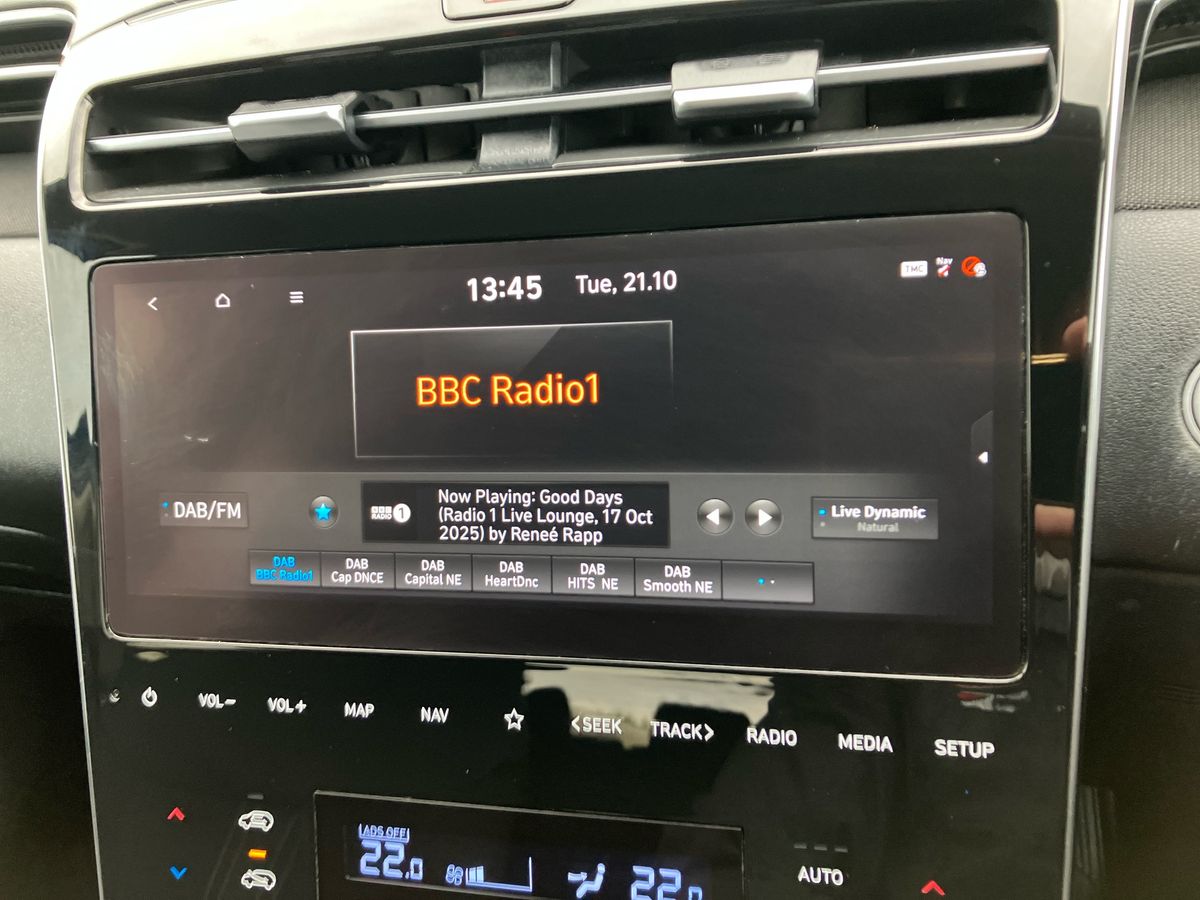 13:45 Tue, 21.10 TMC Nav
BBC Radio1
DAB/FM
BBC RADIO 1
Now Playing: Good Days
(Radio 1 Live Lounge, 17 Oct
2025) by Reneé Rapp
Live Dynamic
Natural
DAB
BBC Radio1
DAB
Cap DNCE
DAB
Capital NE
DAB
HeartDnc
DAB
HITS NE
DAB
Smooth NE
VOL- VOL+ MAP NAV <SEEK TRACK> RADIO MEDIA SETUP
ADS OFF
22.0 22.0
AUTO